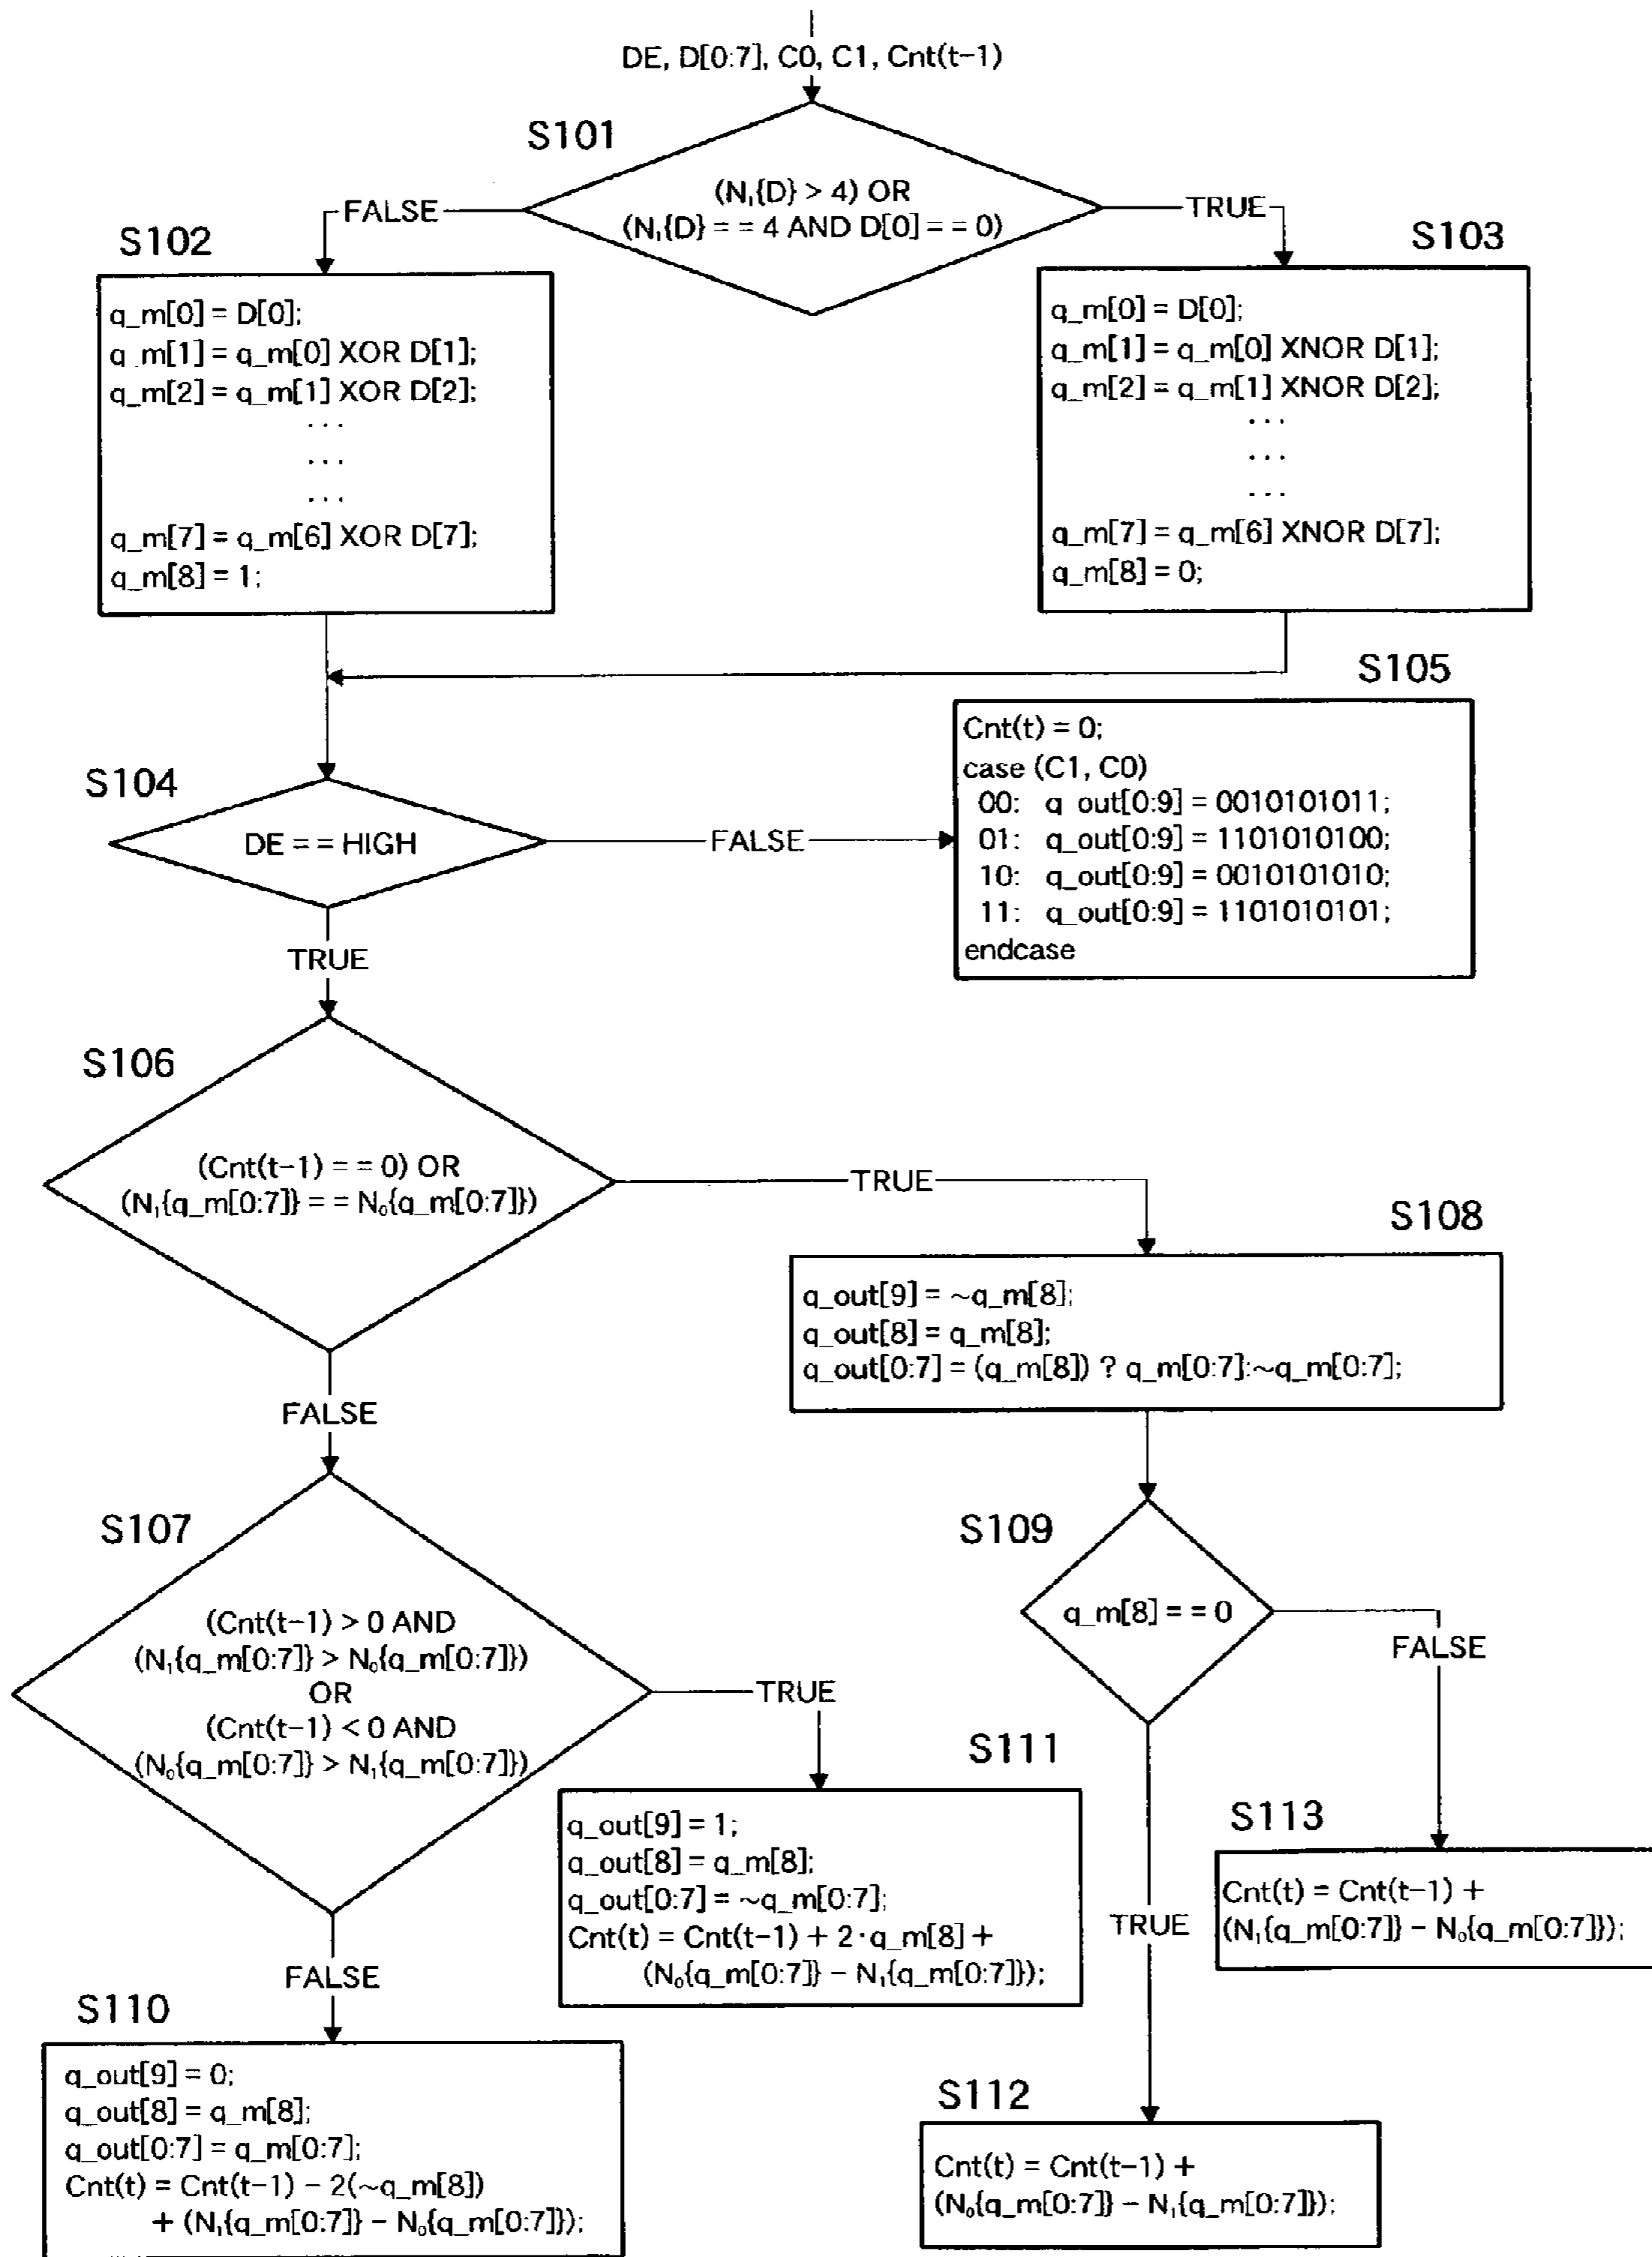 DE, D[0:7], C0, C1, Cnt(t-1)
S101
(N₁{D} > 4) OR
(N₁{D} == 4 AND D[0] == 0)
FALSE
TRUE
S102
q_m[0] = D[0];
q_m[1] = q_m[0] XOR D[1];
q_m[2] = q_m[1] XOR D[2];
...
...
...
q_m[7] = q_m[6] XOR D[7];
q_m[8] = 1;
S103
q_m[0] = D[0];
q_m[1] = q_m[0] XNOR D[1];
q_m[2] = q_m[1] XNOR D[2];
...
...
...
q_m[7] = q_m[6] XNOR D[7];
q_m[8] = 0;
S104
DE == HIGH
FALSE
TRUE
S105
Cnt(t) = 0;
case (C1, C0)
00: q_out[0:9] = 0010101011;
01: q_out[0:9] = 1101010100;
10: q_out[0:9] = 0010101010;
11: q_out[0:9] = 1101010101;
endcase
S106
(Cnt(t-1) == 0) OR
(N₁{q_m[0:7]} == N₀{q_m[0:7]})
TRUE
FALSE
S108
q_out[9] = ~q_m[8];
q_out[8] = q_m[8];
q_out[0:7] = (q_m[8]) ? q_m[0:7]:~q_m[0:7];
S107
(Cnt(t-1) > 0 AND
(N₁{q_m[0:7]} > N₀{q_m[0:7]})
OR
(Cnt(t-1) < 0 AND
(N₀{q_m[0:7]} > N₁{q_m[0:7]})
TRUE
FALSE
S109
q_m[8] == 0
FALSE
TRUE
S111
q_out[9] = 1;
q_out[8] = q_m[8];
q_out[0:7] = ~q_m[0:7];
Cnt(t) = Cnt(t-1) + 2·q_m[8] +
(N₀{q_m[0:7]} - N₁{q_m[0:7]});
S113
Cnt(t) = Cnt(t-1) +
(N₁{q_m[0:7]} - N₀{q_m[0:7]});
S110
q_out[9] = 0;
q_out[8] = q_m[8];
q_out[0:7] = q_m[0:7];
Cnt(t) = Cnt(t-1) - 2(~q_m[8])
+ (N₁{q_m[0:7]} - N₀{q_m[0:7]});
S112
Cnt(t) = Cnt(t-1) +
(N₀{q_m[0:7]} - N₁{q_m[0:7]});